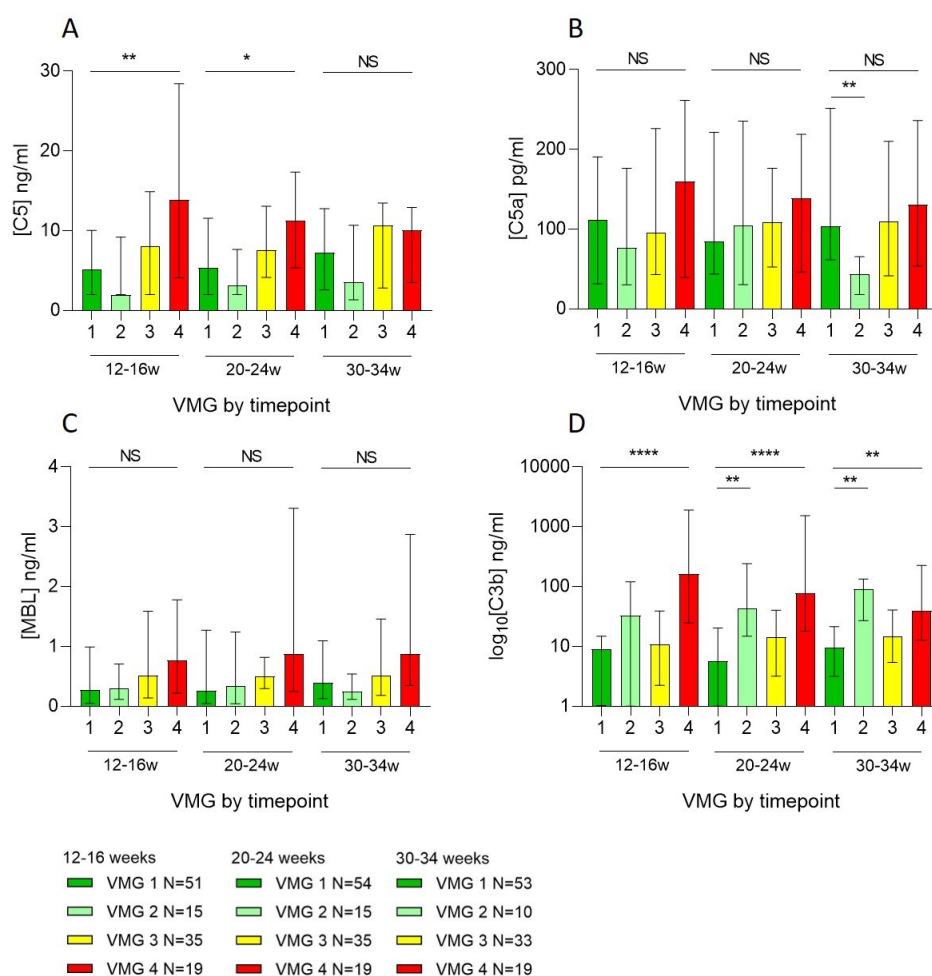 A
** * NS
[C5] ng/ml
30
20
10
0
1 2 3 4 1 2 3 4 1 2 3 4
12-16w 20-24w 30-34w
VMG by timepoint
B
NS NS NS
**
[C5a] pg/ml
300
200
100
0
1 2 3 4 1 2 3 4 1 2 3 4
12-16w 20-24w 30-34w
VMG by timepoint
C
NS NS NS
[MBL] ng/ml
4
3
2
1
0
1 2 3 4 1 2 3 4 1 2 3 4
12-16w 20-24w 30-34w
VMG by timepoint
D
**** **** **
** **
log10[C3b] ng/ml
10000
1000
100
10
1
1 2 3 4 1 2 3 4 1 2 3 4
12-16w 20-24w 30-34w
VMG by timepoint
12-16 weeks
VMG 1 N=51
VMG 2 N=15
VMG 3 N=35
VMG 4 N=19
20-24 weeks
VMG 1 N=54
VMG 2 N=15
VMG 3 N=35
VMG 4 N=19
30-34 weeks
VMG 1 N=53
VMG 2 N=10
VMG 3 N=33
VMG 4 N=19